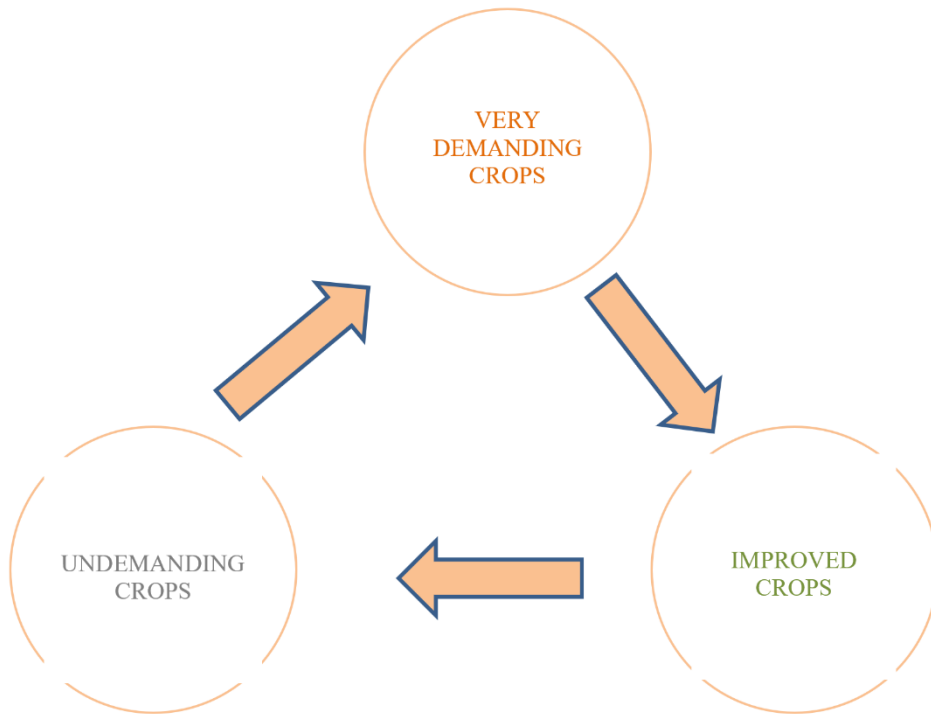 VERY
DEMANDING
CROPS
IMPROVED
CROPS
UNDEMANDING
CROPS